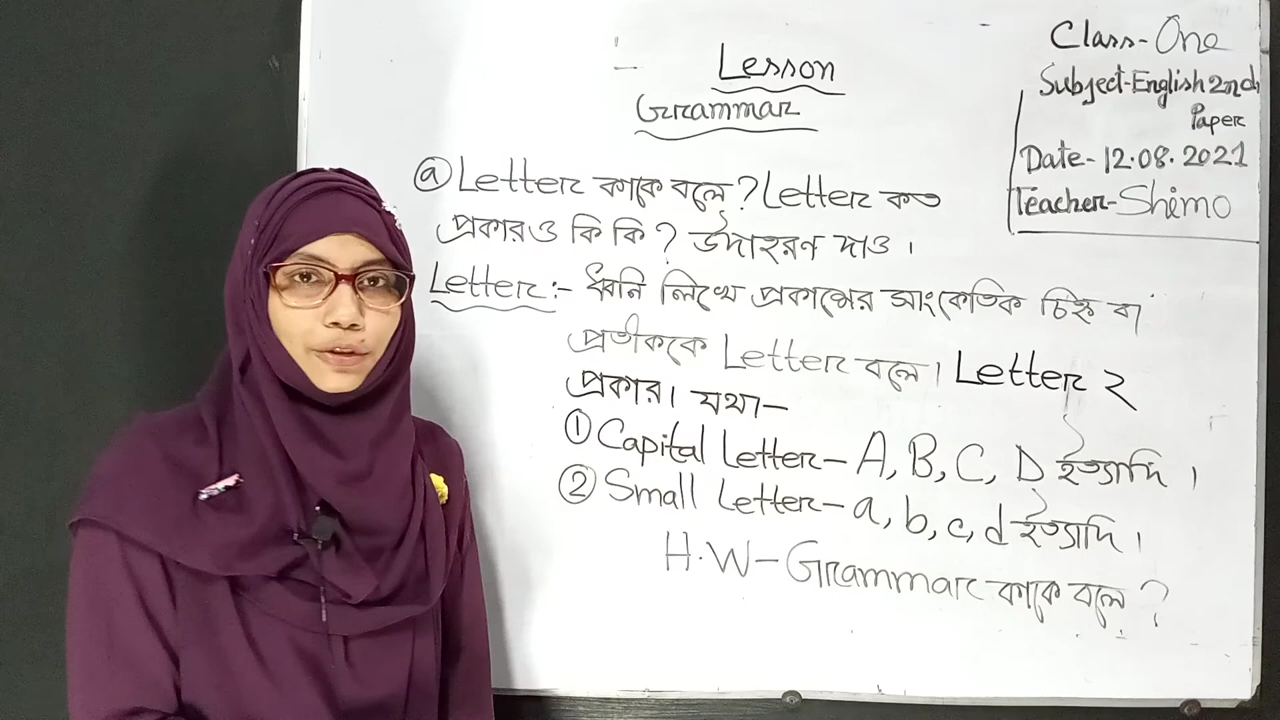 Lesson
Grammar
Class-One
Subject-English 2nd
Paper
Date-12.08.2021
Teacher-Shimo
ⓐ Letter কাকে বলে? Letter কত
প্রকার ও কি কি? উদাহরণ দাও।
Letter:- ধ্বনি লিখে প্রকাশের সাংকেতিক চিহ্ন বা
প্রতীককে Letter বলে। Letter ২
প্রকার। যথা-
① Capital Letter-A, B, C, D ইত্যাদি।
② Small Letter-a, b, c, d ইত্যাদি।
H.W-Grammar কাকে বলে?